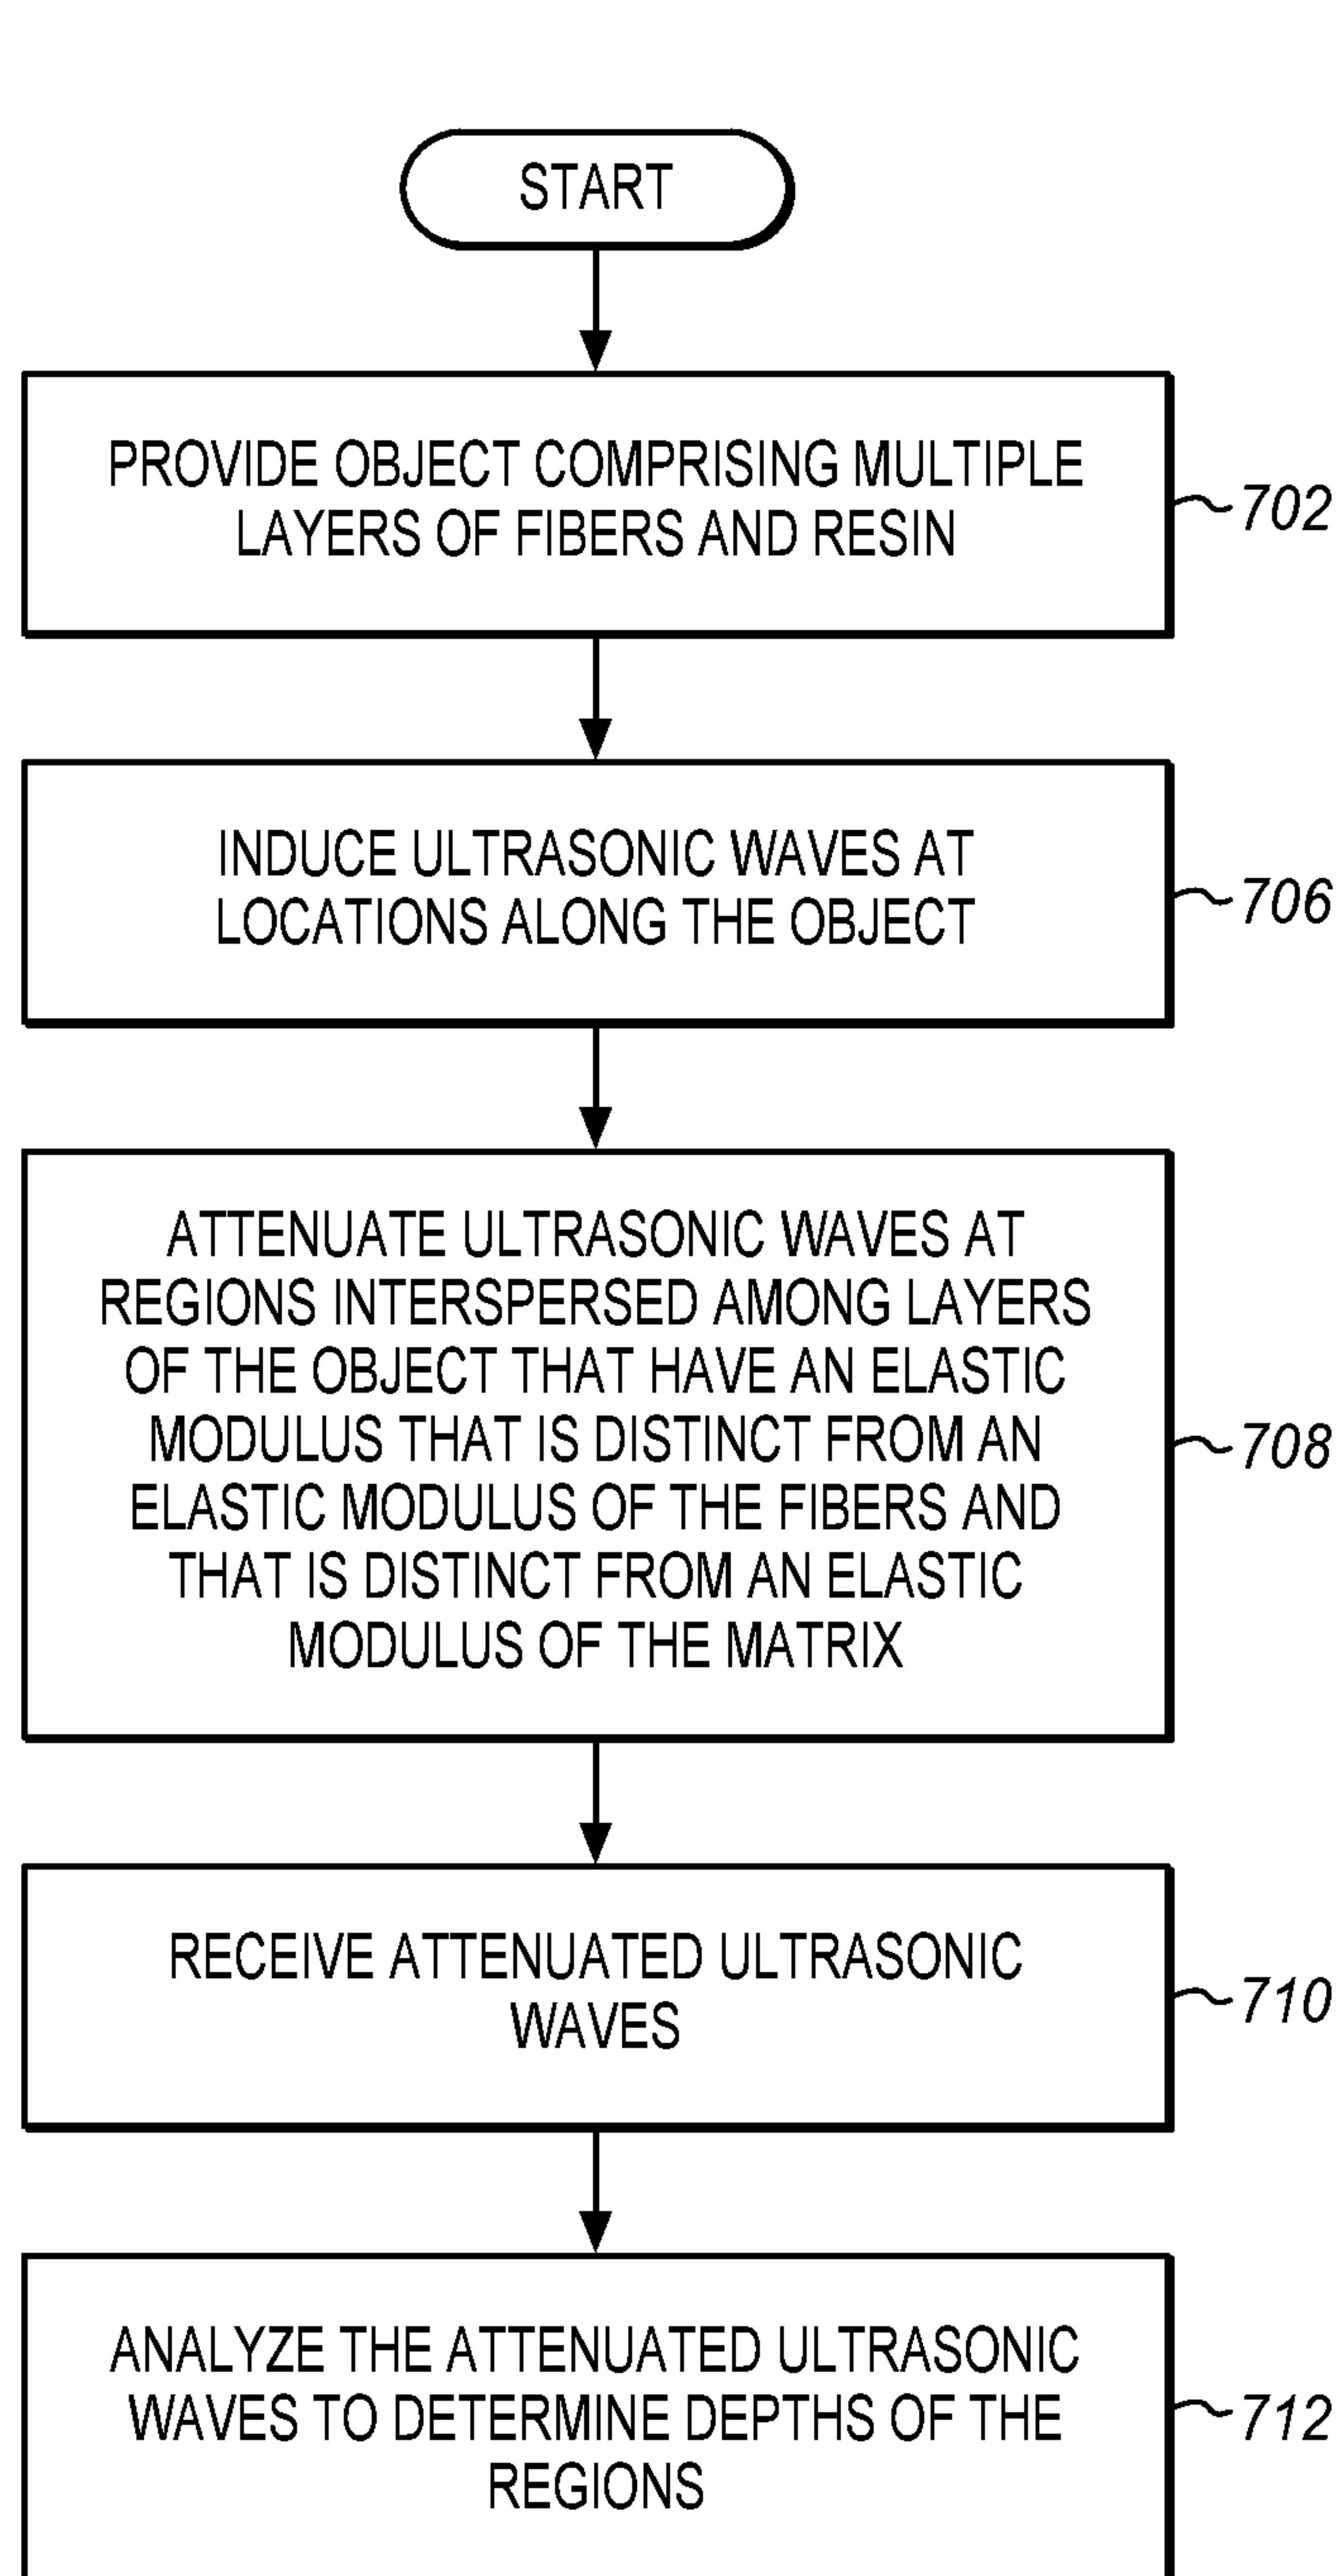 START
PROVIDE OBJECT COMPRISING MULTIPLE
LAYERS OF FIBERS AND RESIN
702
INDUCE ULTRASONIC WAVES AT
LOCATIONS ALONG THE OBJECT
706
ATTENUATE ULTRASONIC WAVES AT
REGIONS INTERSPERSED AMONG LAYERS
OF THE OBJECT THAT HAVE AN ELASTIC
MODULUS THAT IS DISTINCT FROM AN
ELASTIC MODULUS OF THE FIBERS AND
THAT IS DISTINCT FROM AN ELASTIC
MODULUS OF THE MATRIX
708
RECEIVE ATTENUATED ULTRASONIC
WAVES
710
ANALYZE THE ATTENUATED ULTRASONIC
WAVES TO DETERMINE DEPTHS OF THE
REGIONS
712